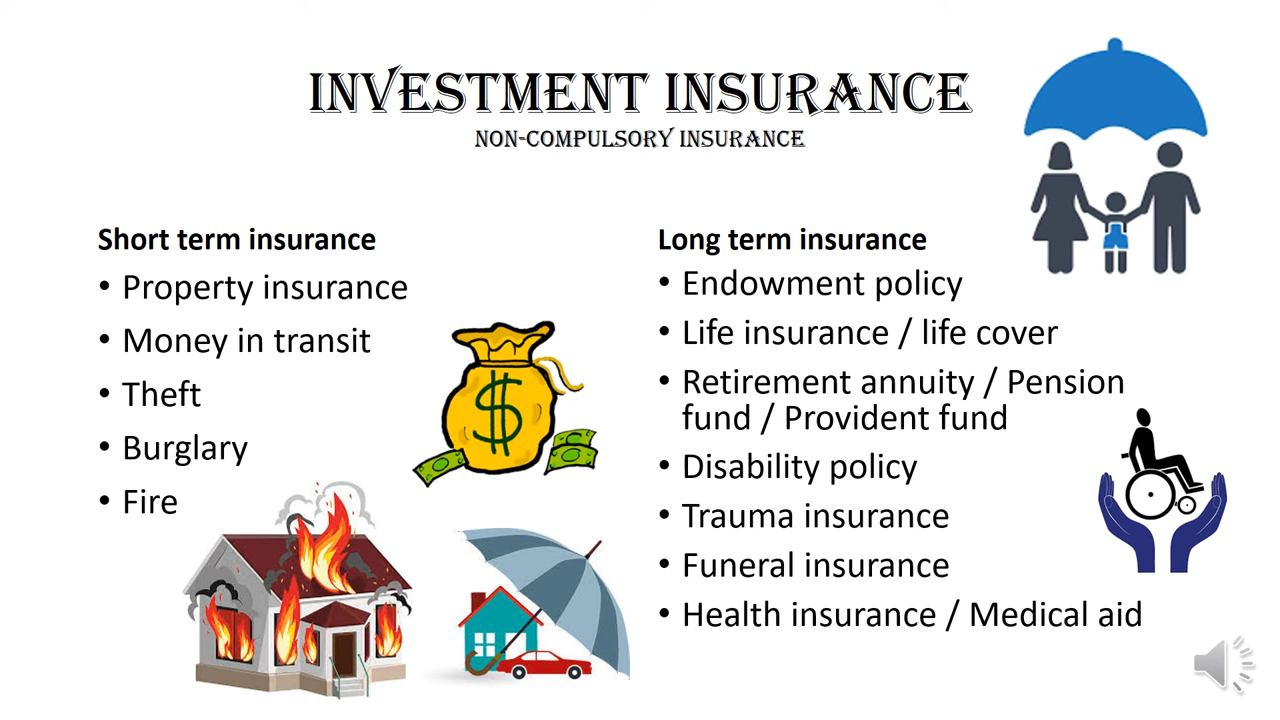 INVESTMENT INSURANCE
NON-COMPULSORY INSURANCE
Short term insurance
• Property insurance
• Money in transit
• Theft
• Burglary
• Fire
$
Long term insurance
• Endowment policy
• Life insurance / life cover
• Retirement annuity / Pension
fund / Provident fund
• Disability policy
• Trauma insurance
• Funeral insurance
• Health insurance / Medical aid